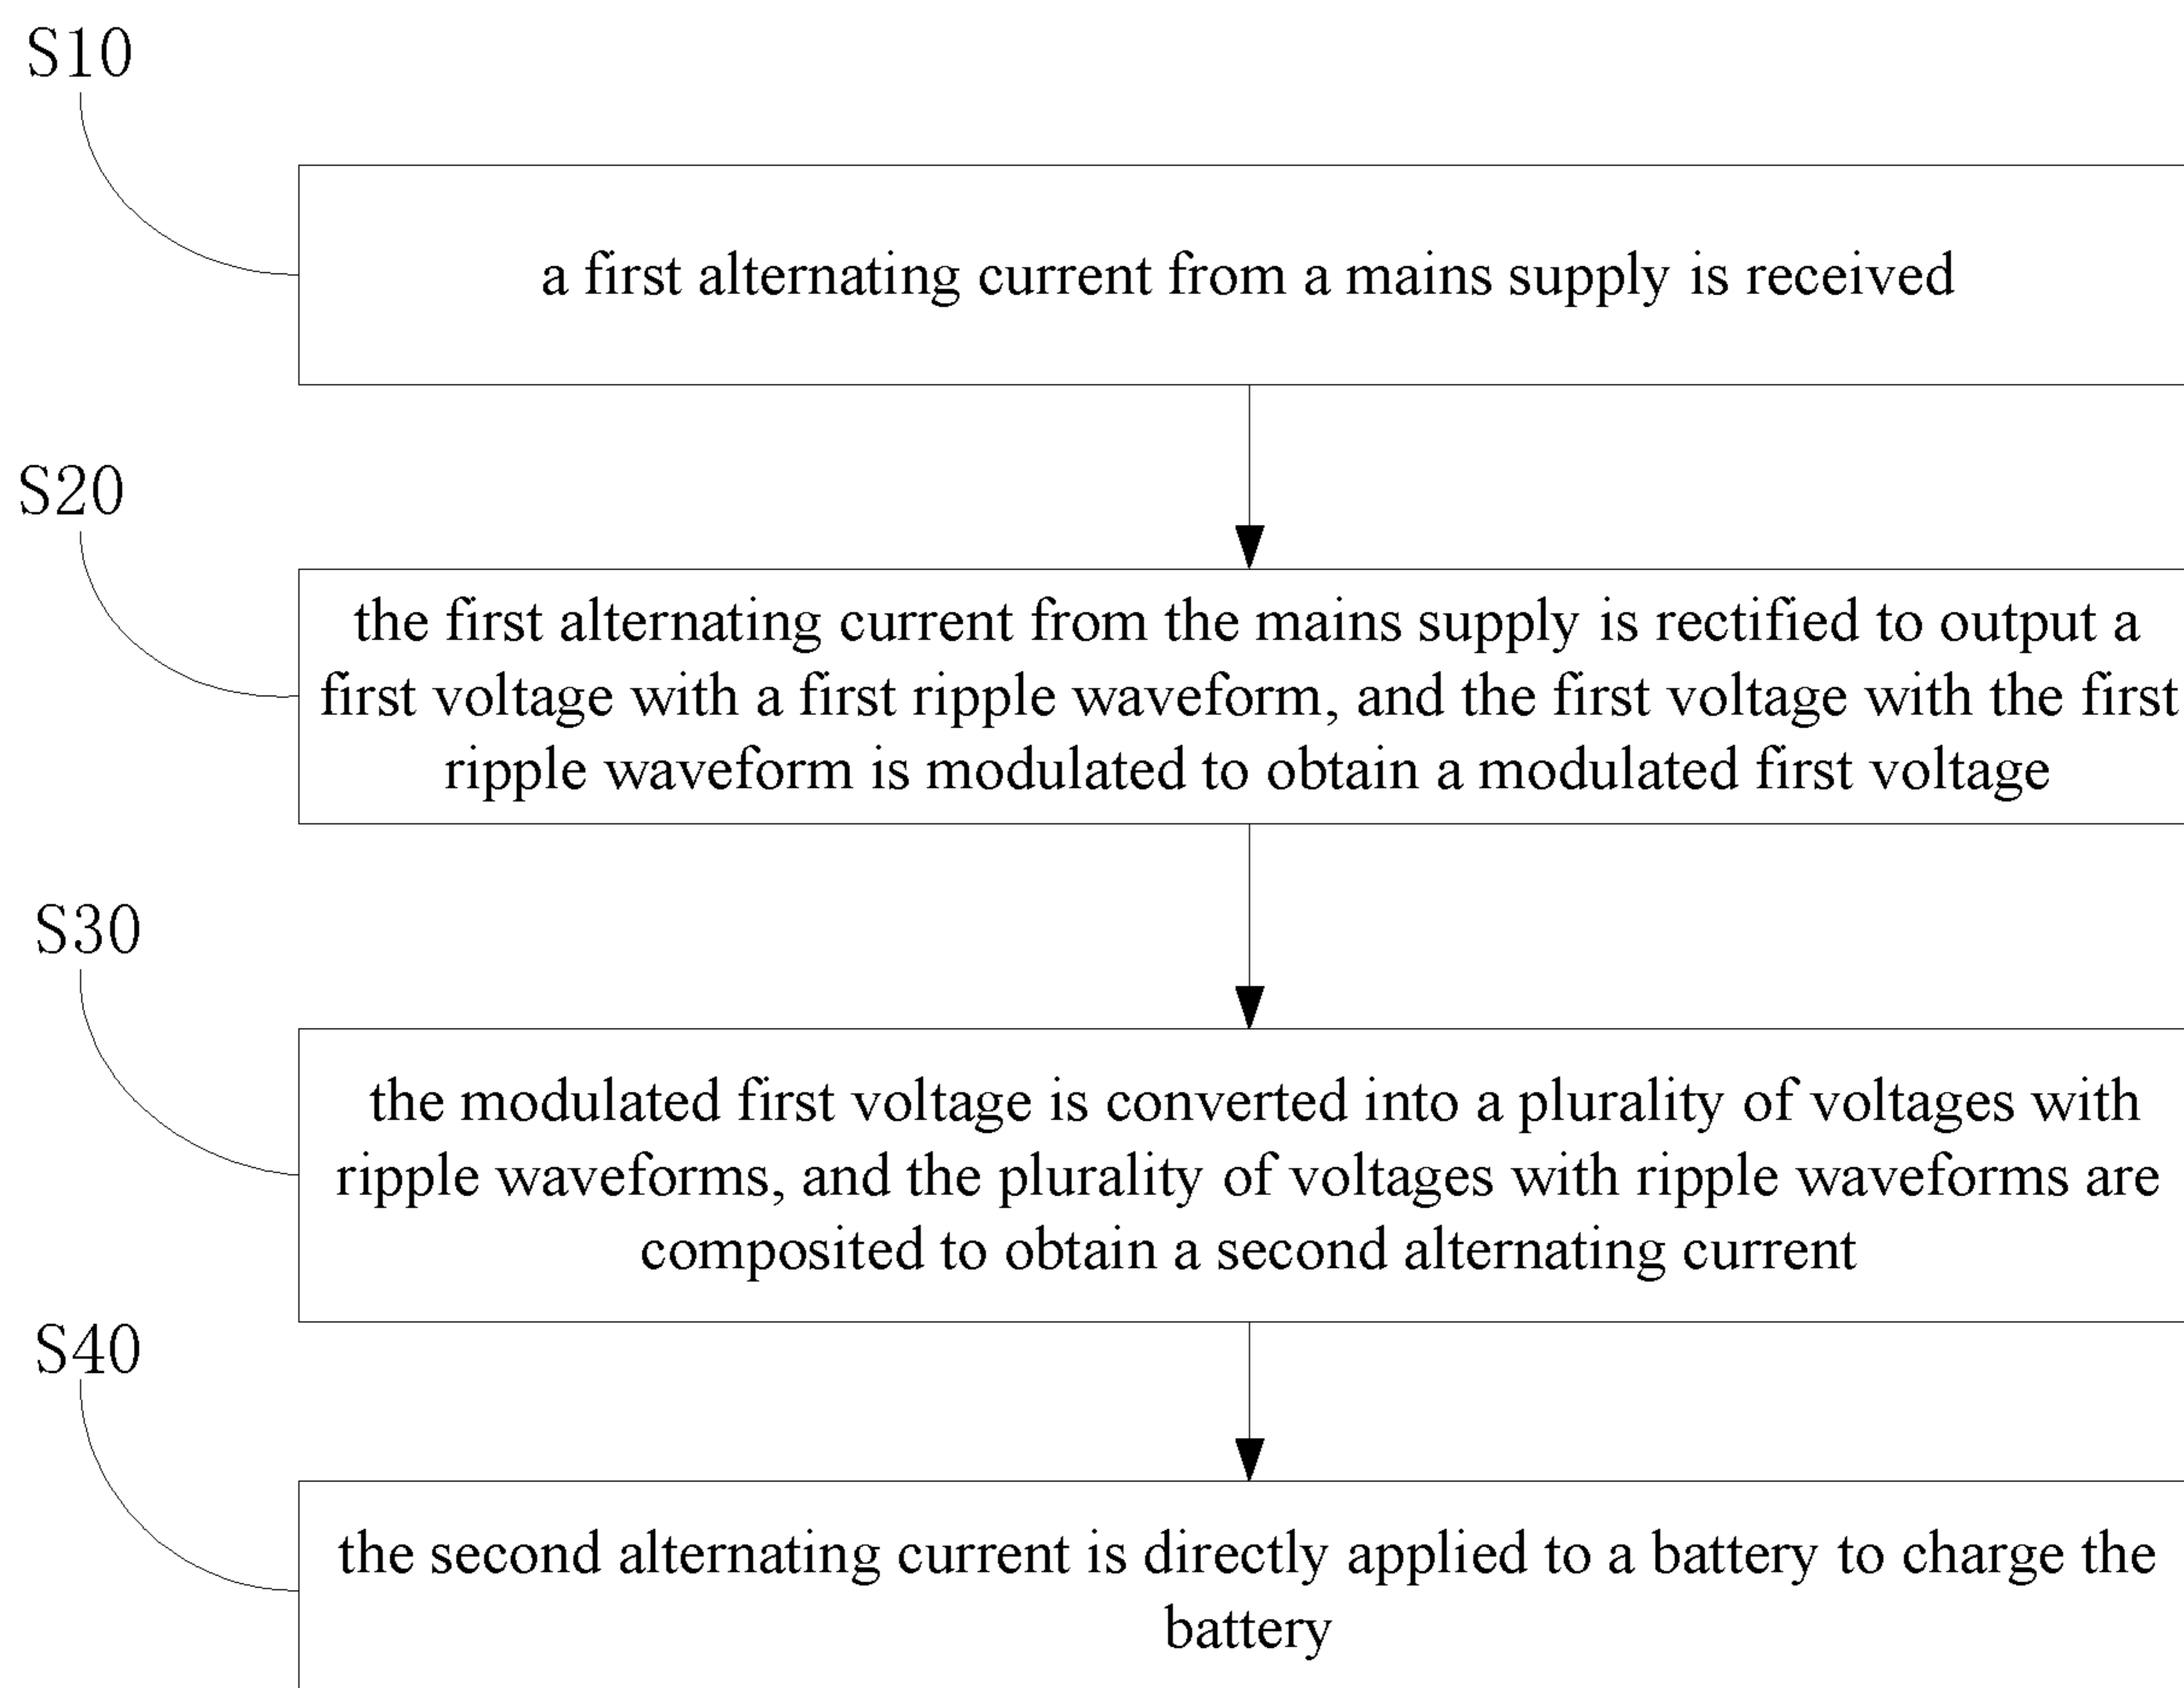 S10
a first alternating current from a mains supply is received
S20
the first alternating current from the mains supply is rectified to output a
first voltage with a first ripple waveform, and the first voltage with the first
ripple waveform is modulated to obtain a modulated first voltage
S30
the modulated first voltage is converted into a plurality of voltages with
ripple waveforms, and the plurality of voltages with ripple waveforms are
composited to obtain a second alternating current
S40
the second alternating current is directly applied to a battery to charge the
battery